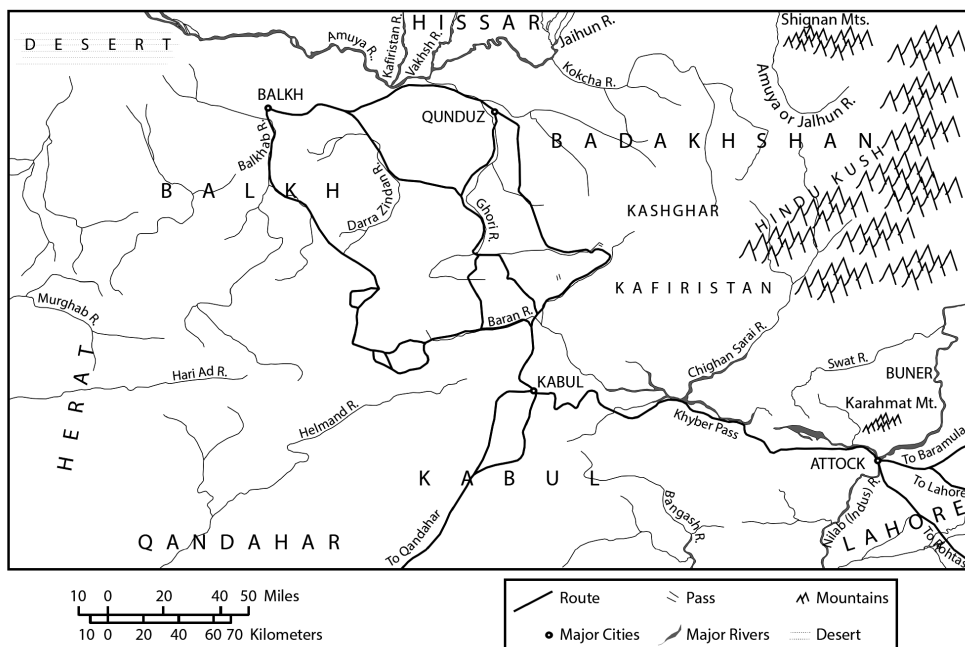 HISSAR
Shignan Mts.
DESERT
Amuya R.
Kafiristan R.
Vakhsh R.
Jaihun R.
Kokcha R.
Amuya or Jalhun R.
BALKH
QUNDUZ
BADAKHSHAN
Balkhab R.
BALKH
Darra Zindan R.
Ghori R.
KASHGHAR
HINDU KUSH
KAFIRISTAN
Murghab R.
Baran R.
Chighan Sarai R.
HERAT
Hari Ad R.
Swat R.
BUNER
KABUL
Karahmat Mt.
Helmand R.
Khyber Pass
To Baramula
ATTOCK
KABUL
To Lahore
Bangash R.
Nilab (Indus) R.
LAHORE
To Rohtas
QANDAHAR
To Qandahar
10 0 20 40 50 Miles
10 0 20 40 60 70 Kilometers
Route
Pass
Mountains
Major Cities
Major Rivers
Desert